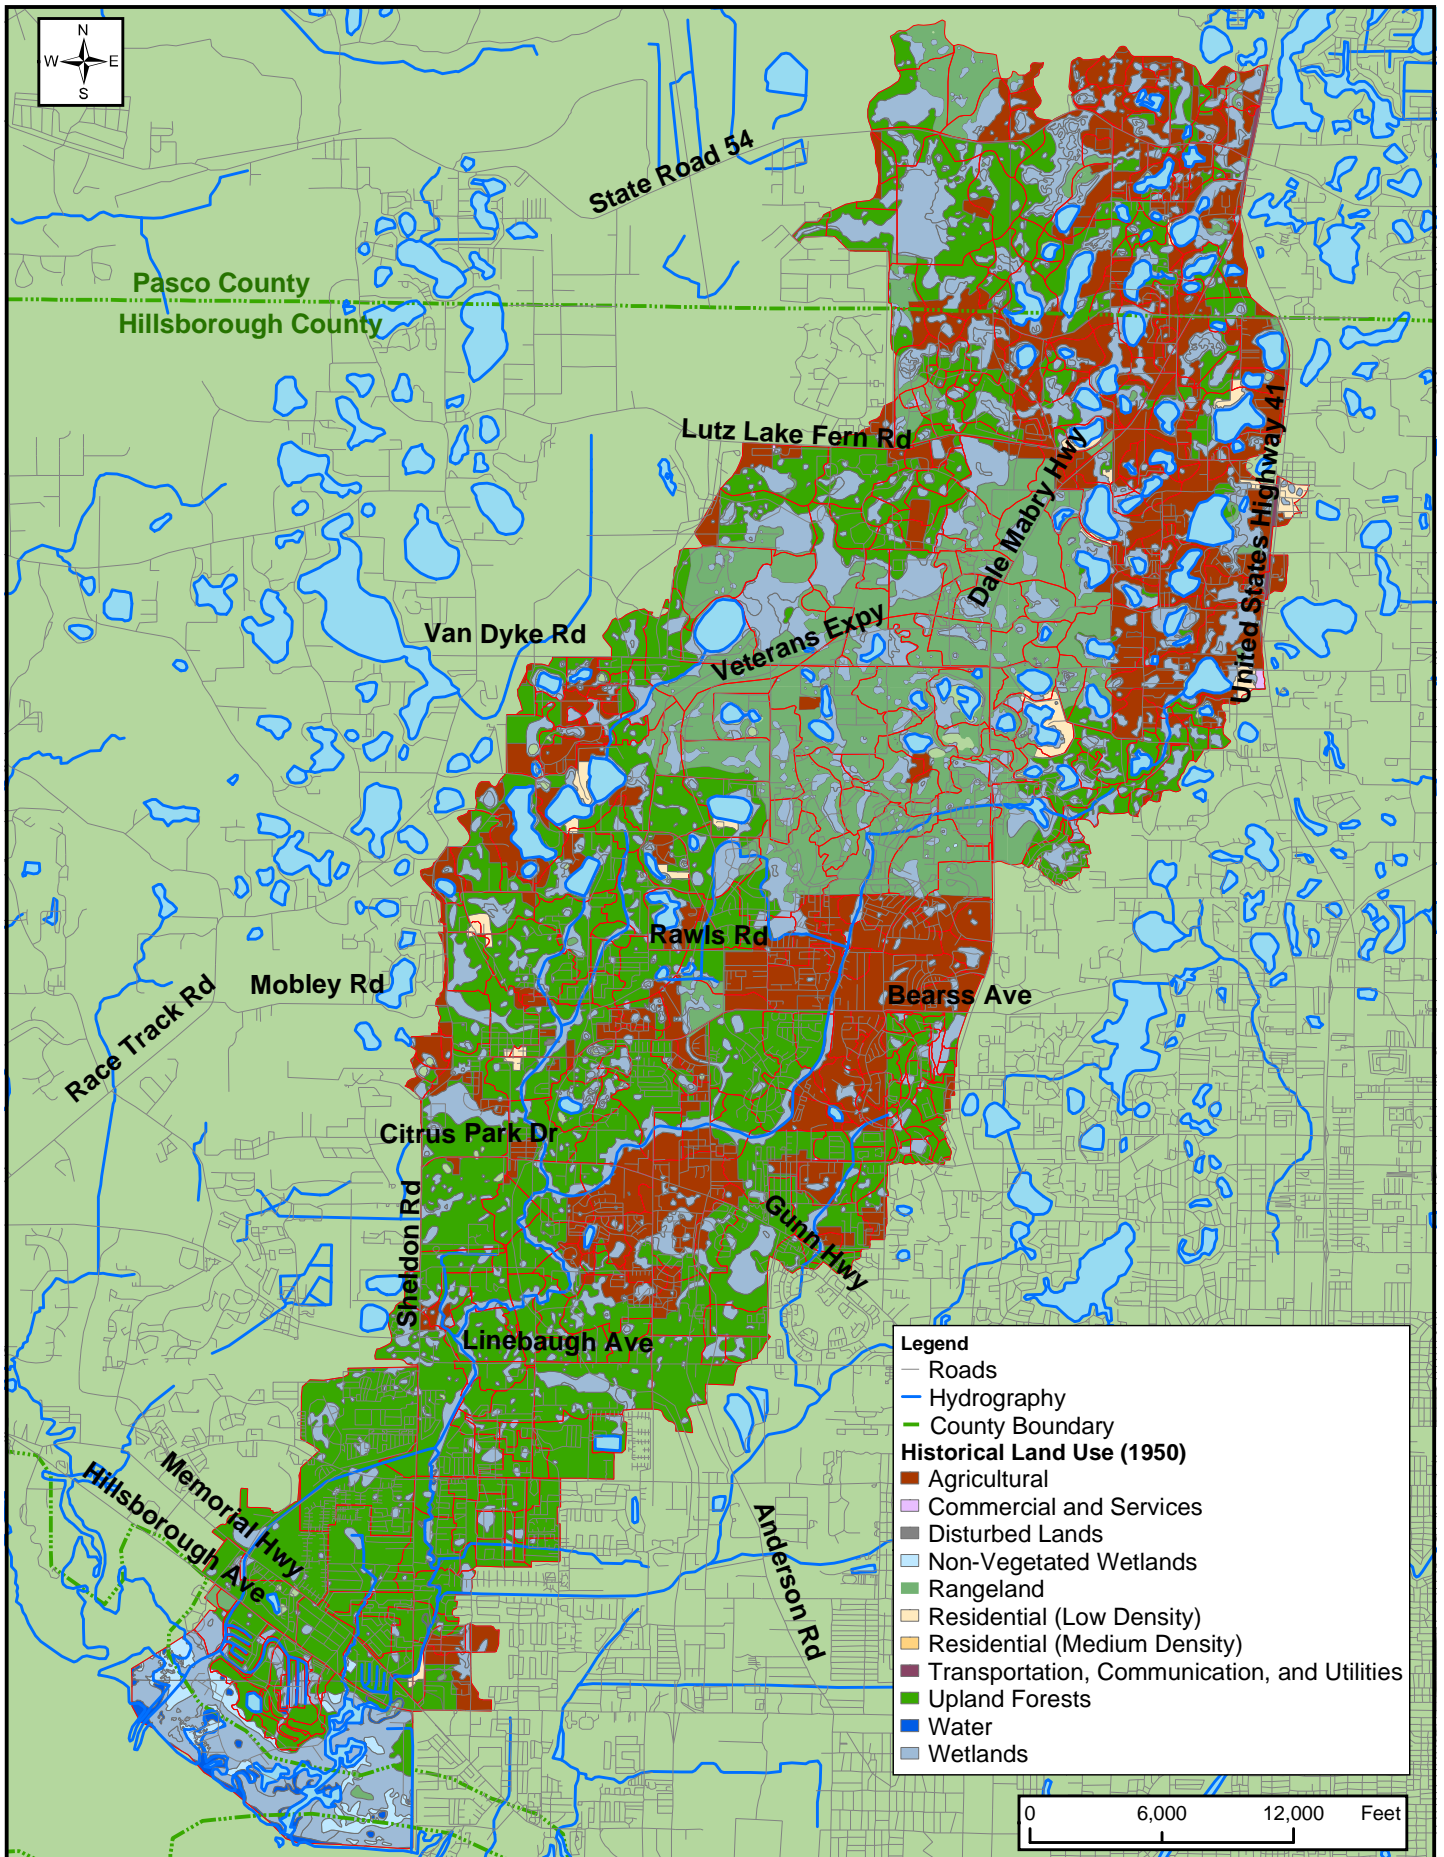 N
W E
S
State Road 54
Pasco County
Hillsborough County
Lutz Lake Fern Rd
Dale Mabry Hwy
United States Highway 41
Van Dyke Rd
Veterans Expy
Rawls Rd
Mobley Rd
Bearss Ave
Race Track Rd
Citrus Park Dr
Sheldon Rd
Gunn Hwy
Linebaugh Ave
Memorial Hwy
Hillsborough Ave
Anderson Rd
Legend
Roads
Hydrography
County Boundary
Historical Land Use (1950)
Agricultural
Commercial and Services
Disturbed Lands
Non-Vegetated Wetlands
Rangeland
Residential (Low Density)
Residential (Medium Density)
Transportation, Communication, and Utilities
Upland Forests
Water
Wetlands
0 6,000 12,000 Feet